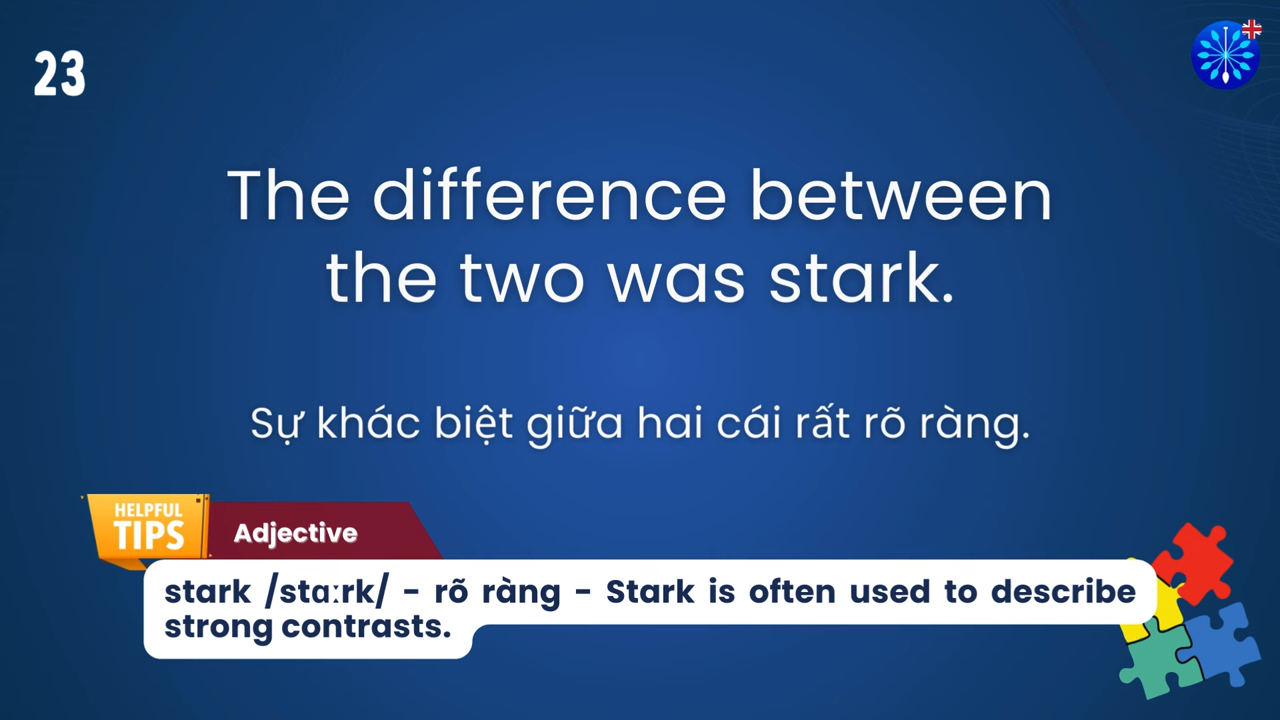 23
The difference between
the two was stark.
Sự khác biệt giữa hai cái rất rõ ràng.
HELPFUL
TIPS
Adjective
stark /stɑːrk/ - rõ ràng - Stark is often used to describe
strong contrasts.